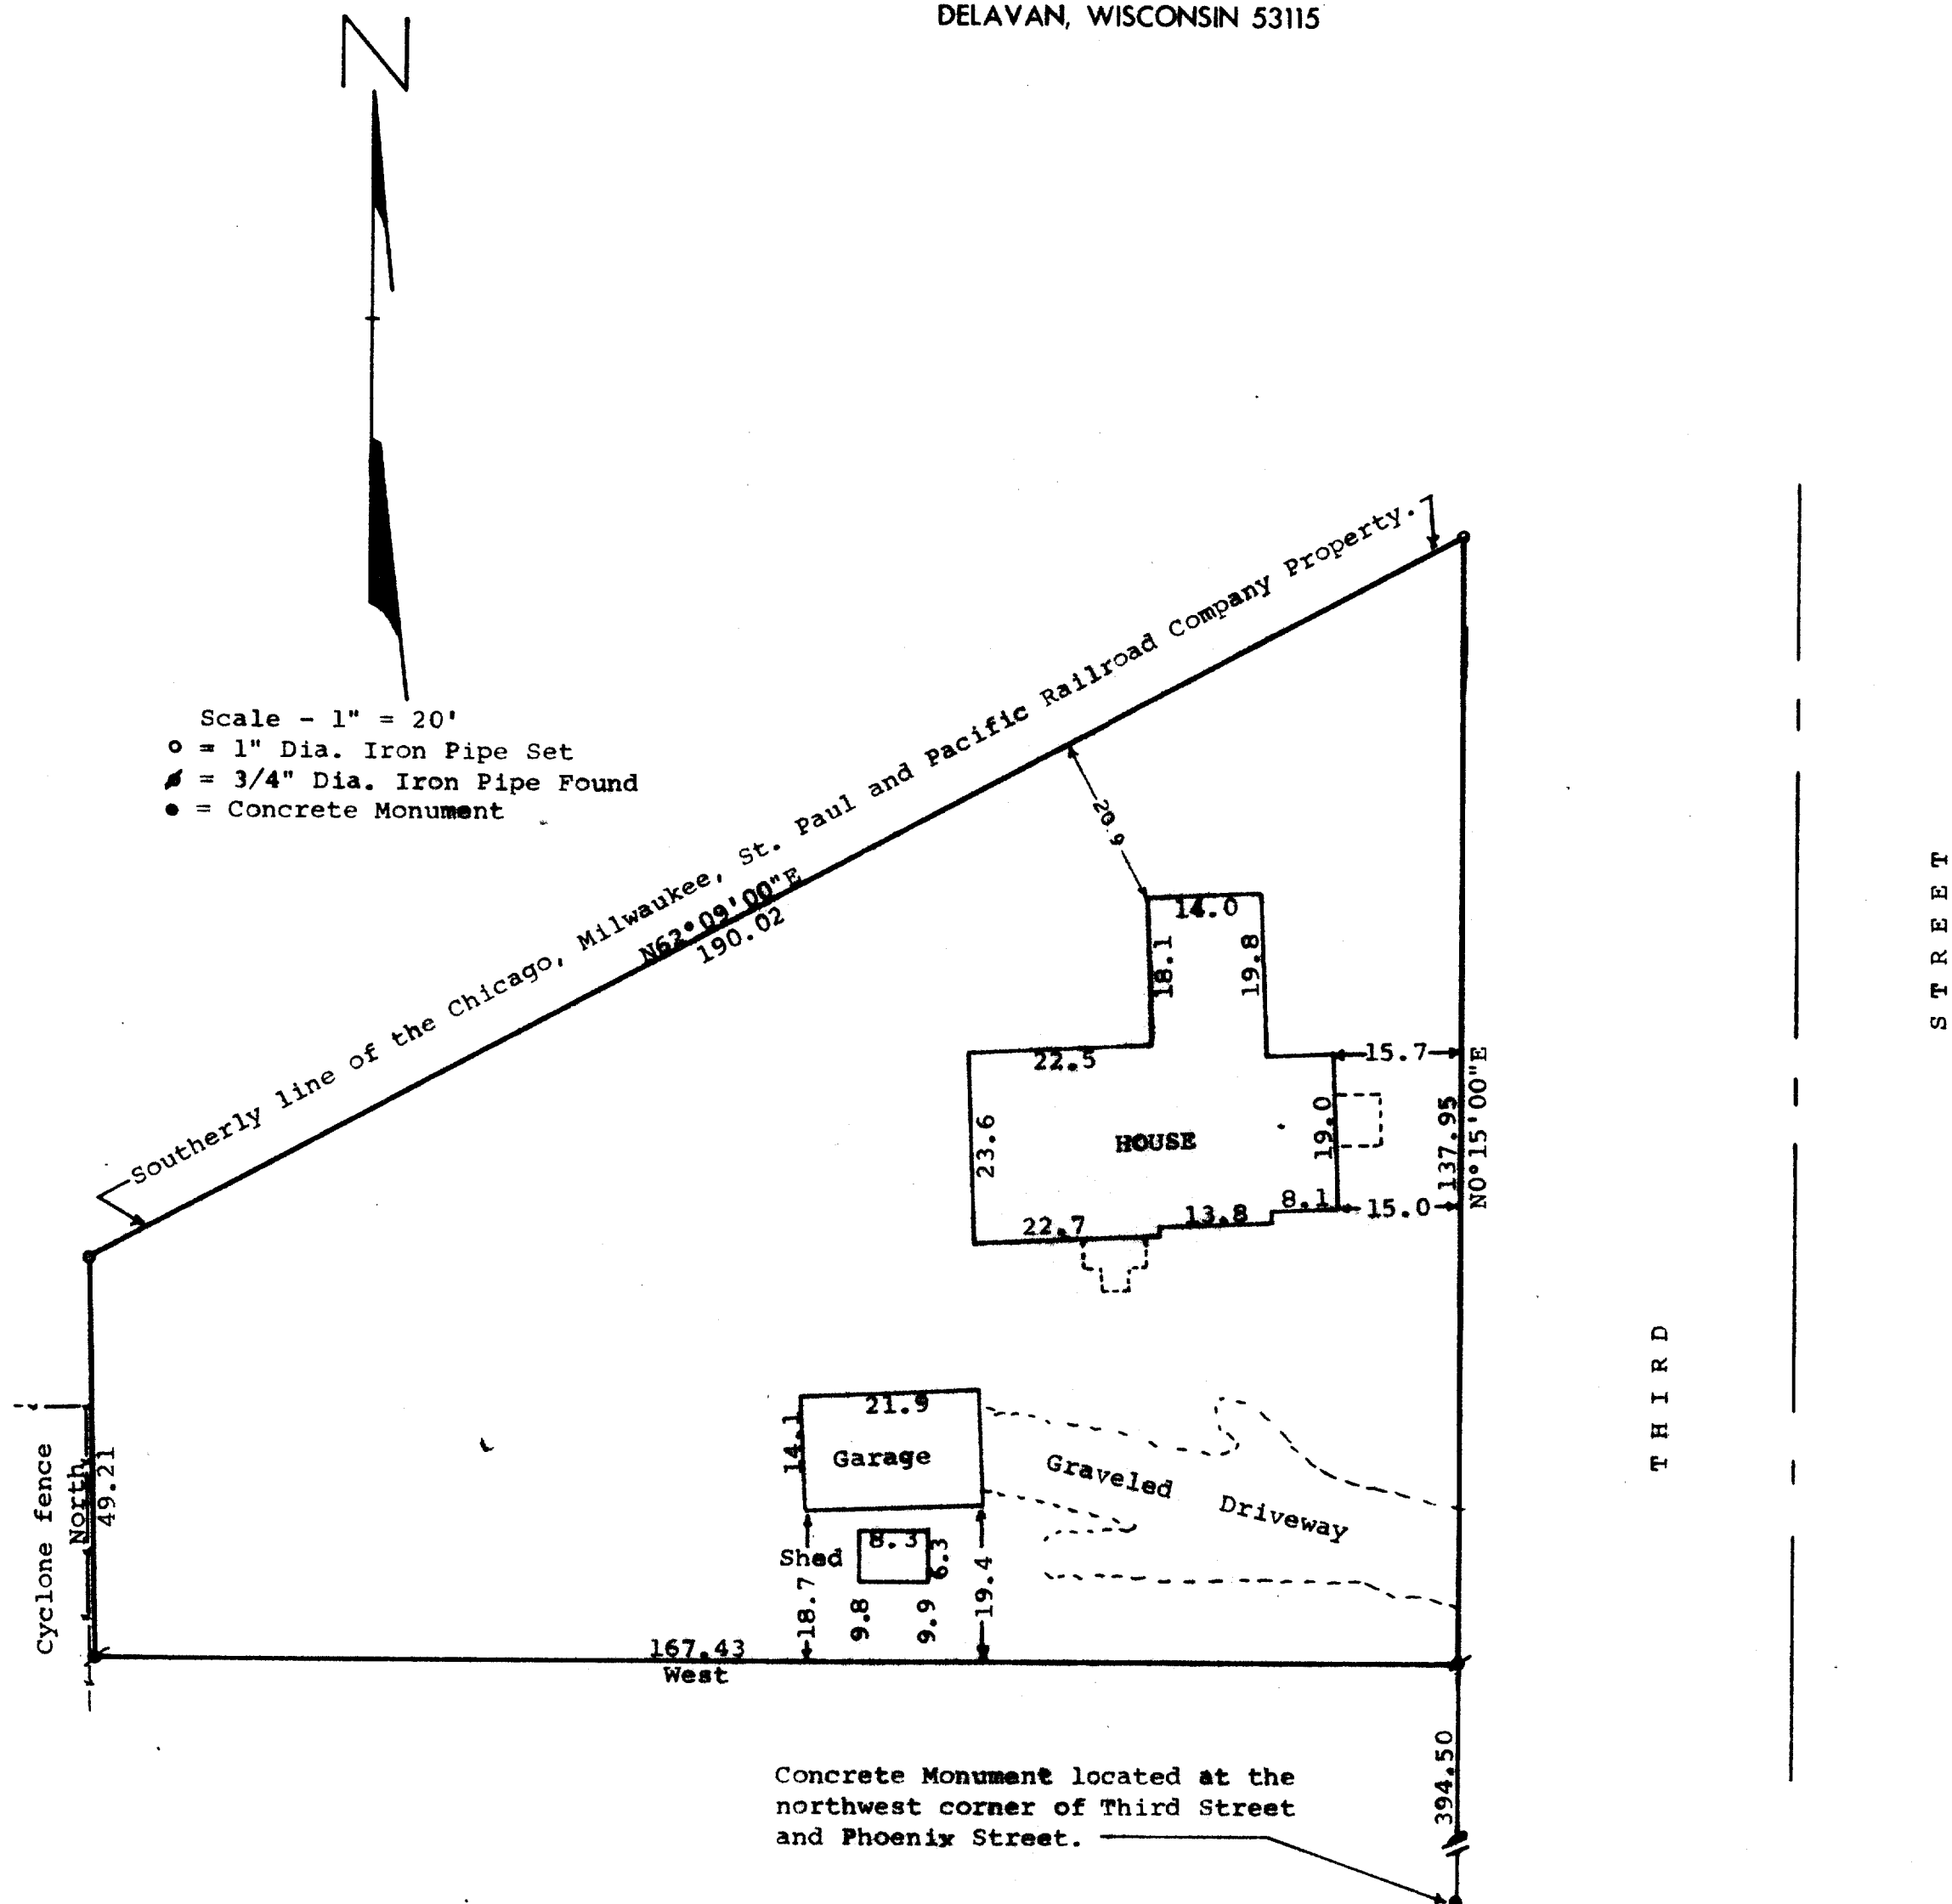 DELAVAN, WISCONSIN 53115
N
Scale - 1" = 20'
o = 1" Dia. Iron Pipe Set
= 3/4" Dia. Iron Pipe Found
● = Concrete Monument
Southerly line of the Chicago, Milwaukee, St. Paul and Pacific Railroad Company Property.
N62°09'00"E
190.02
20.9
14.0
18.1
19.8
22.5
15.7
23.6
HOUSE
19.0
137.95
N0°15'00"E
8.1
15.0
13.8
22.7
STREET
THIRD
21.9
14.1
Garage
Graveled Driveway
Cyclone fence
North
49.21
8.3
Shed
6.3
18.7
9.8
9.9
19.4
167.43
West
394.50
Concrete Monument located at the
northwest corner of Third Street
and Phoenix Street.